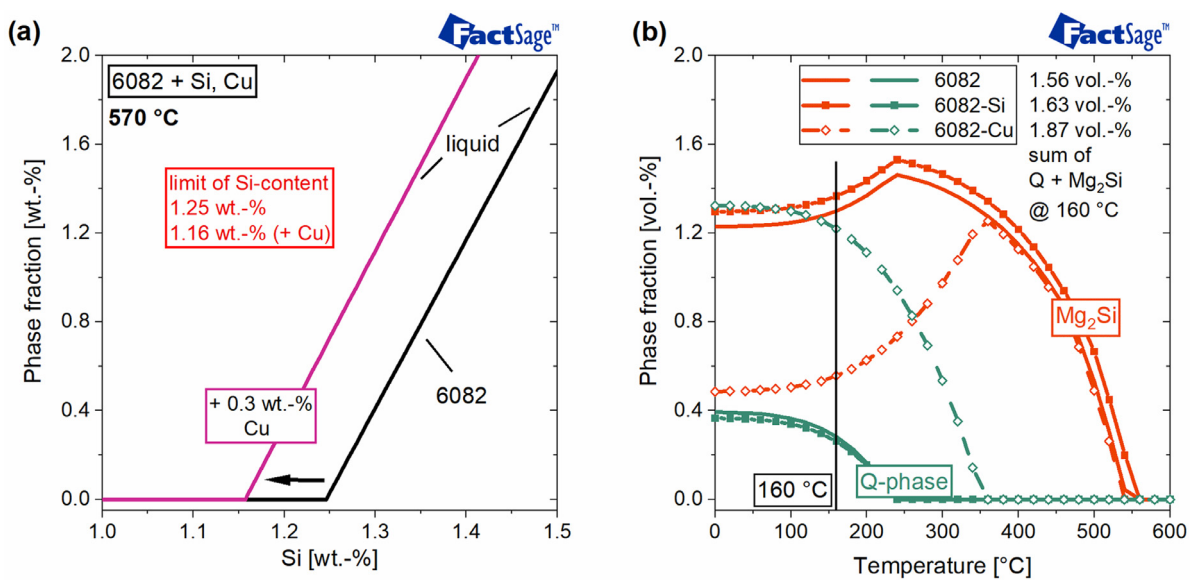 (a)
FactSage™
2.0
1.6
1.2
0.8
0.4
0.0
Phase fraction [wt.-%]
6082 + Si, Cu
570 °C
liquid
limit of Si-content
1.25 wt.-%
1.16 wt.-% (+ Cu)
+ 0.3 wt.-%
Cu
6082
1.0 1.1 1.2 1.3 1.4 1.5
Si [wt.-%]
(b)
FactSage™
2.0
1.6
1.2
0.8
0.4
0.0
Phase fraction [vol.-%]
6082 1.56 vol.-%
6082-Si 1.63 vol.-%
6082-Cu 1.87 vol.-%
sum of
Q + Mg₂Si
@ 160 °C
Mg₂Si
Q-phase
160 °C
0 100 200 300 400 500 600
Temperature [°C]